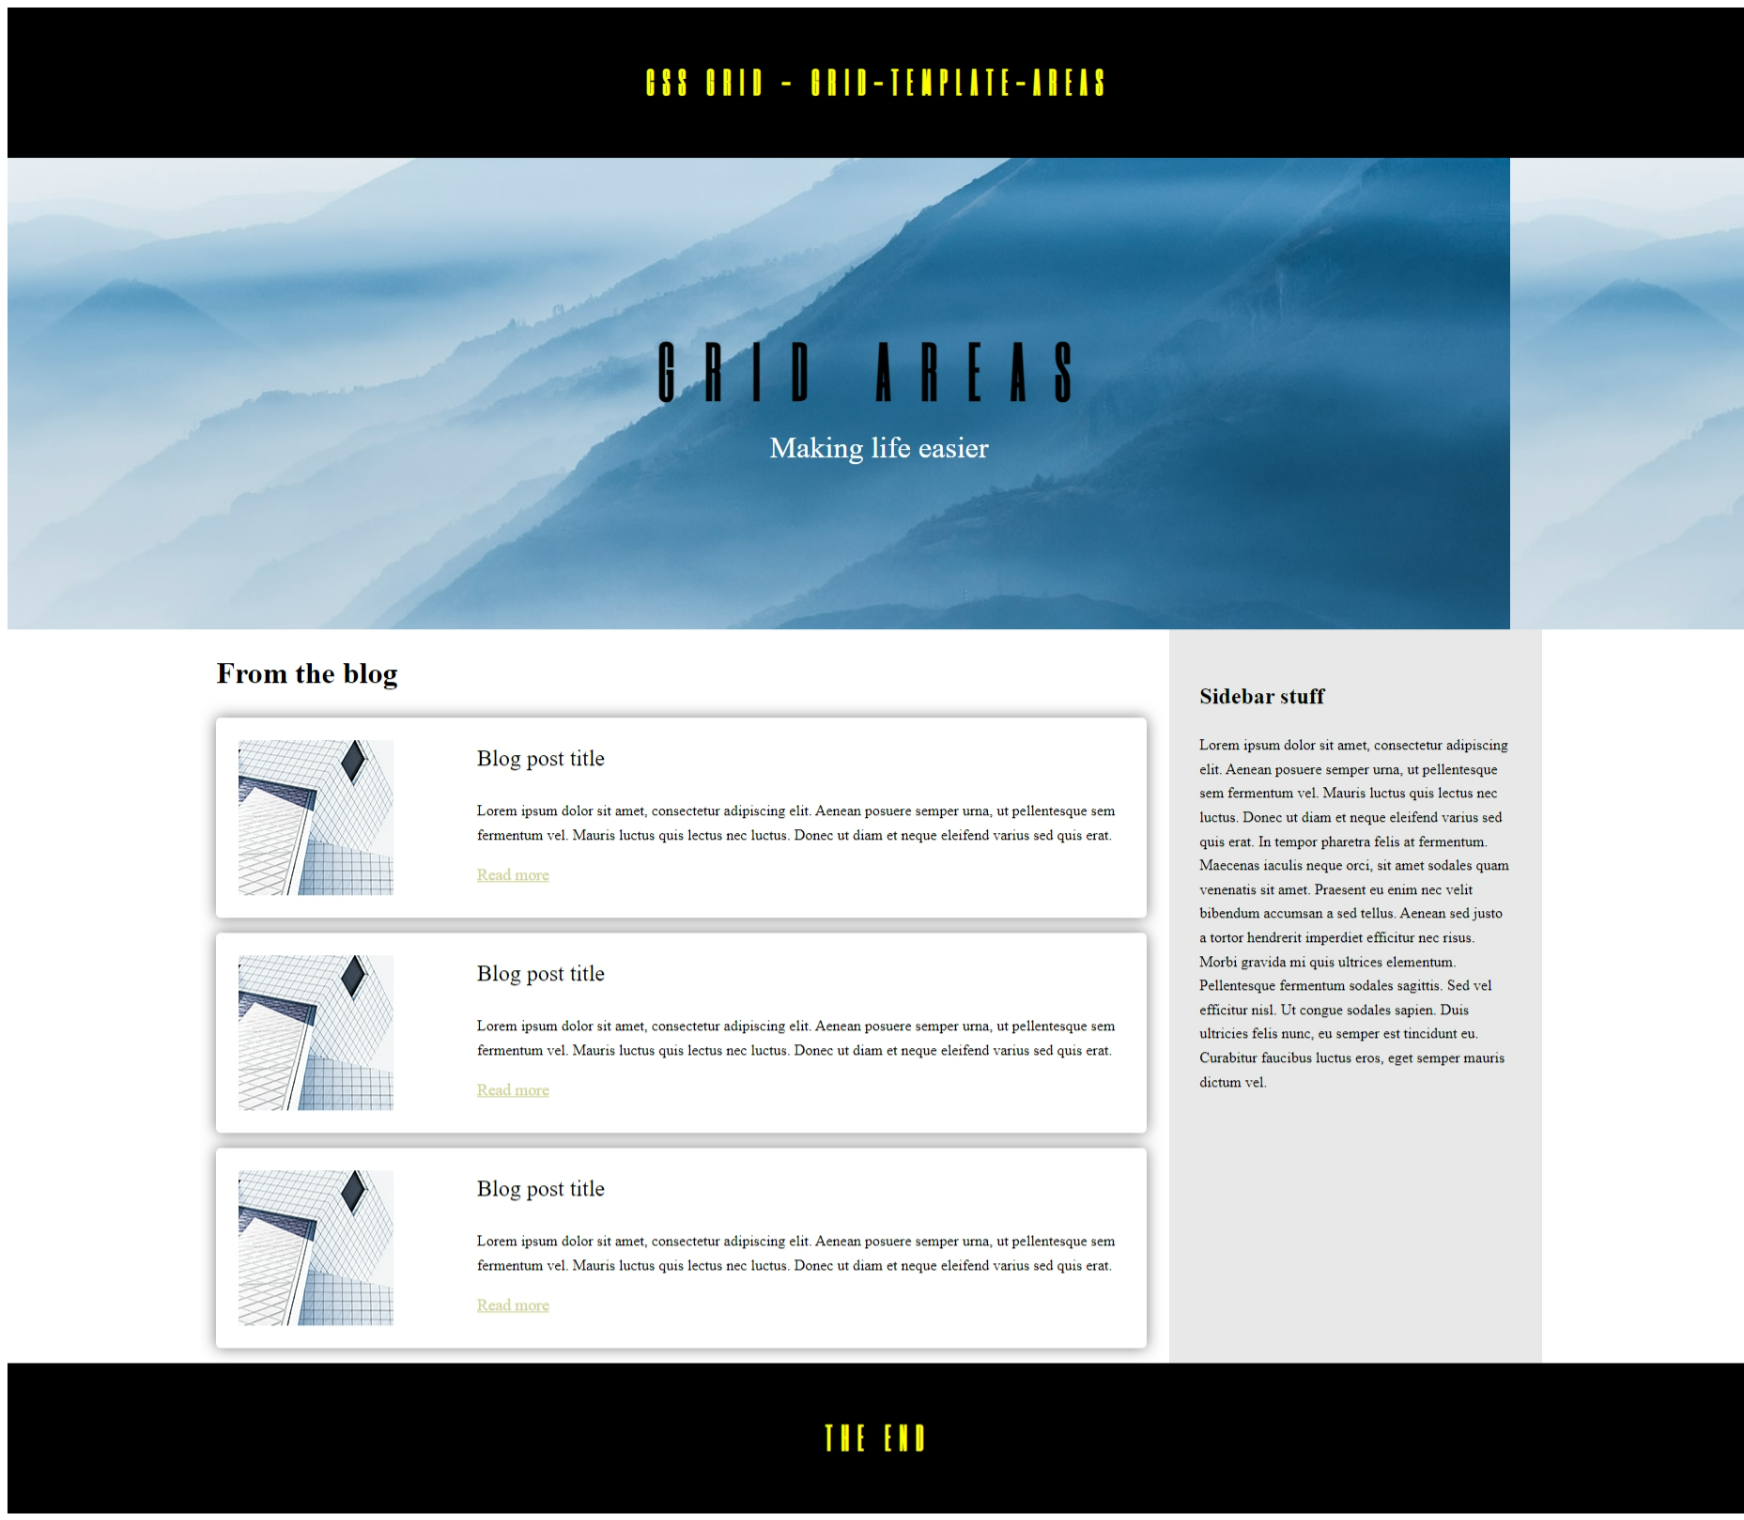 CSS GRID - GRID-TEMPLATE-AREAS
GRID AREAS
Making life easier
From the blog
Blog post title
Lorem ipsum dolor sit amet, consectetur adipiscing elit. Aenean posuere semper urna, ut pellentesque sem
fermentum vel. Mauris luctus quis lectus nec luctus. Donec ut diam et neque eleifend varius sed quis erat.
Read more
Blog post title
Lorem ipsum dolor sit amet, consectetur adipiscing elit. Aenean posuere semper urna, ut pellentesque sem
fermentum vel. Mauris luctus quis lectus nec luctus. Donec ut diam et neque eleifend varius sed quis erat.
Read more
Blog post title
Lorem ipsum dolor sit amet, consectetur adipiscing elit. Aenean posuere semper urna, ut pellentesque sem
fermentum vel. Mauris luctus quis lectus nec luctus. Donec ut diam et neque eleifend varius sed quis erat.
Read more
Sidebar stuff
Lorem ipsum dolor sit amet, consectetur adipiscing
elit. Aenean posuere semper urna, ut pellentesque
sem fermentum vel. Mauris luctus quis lectus nec
luctus. Donec ut diam et neque eleifend varius sed
quis erat. In tempor pharetra felis at fermentum.
Maecenas iaculis neque orci, sit amet sodales quam
venenatis sit amet. Praesent eu enim nec velit
bibendum accumsan a sed tellus. Aenean sed justo
a tortor hendrerit imperdiet efficitur nec risus.
Morbi gravida mi quis ultrices elementum.
Pellentesque fermentum sodales sagittis. Sed vel
efficitur nisl. Ut congue sodales sapien. Duis
ultricies felis nunc, eu semper est tincidunt eu.
Curabitur faucibus luctus eros, eget semper mauris
dictum vel.
THE END